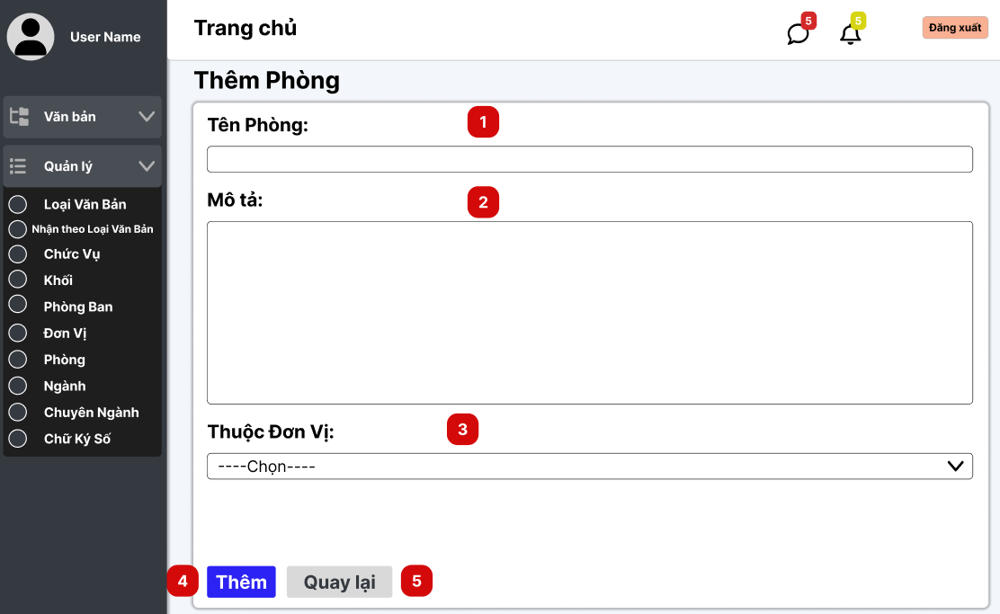 User Name
Văn bản
Quản lý
Loại Văn Bản
Nhận theo Loại Văn Bản
Chức Vụ
Khối
Phòng Ban
Đơn Vị
Phòng
Ngành
Chuyên Ngành
Chữ Ký Số
Trang chủ
5
5
Đăng xuất
Thêm Phòng
Tên Phòng:
1
Mô tả:
2
Thuộc Đơn Vị:
3
----Chọn----
4
Thêm
Quay lại
5